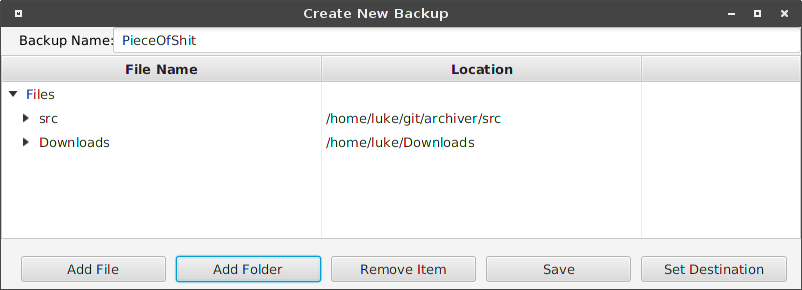 Create New Backup
Backup Name: PieceOfShit
File Name Location
Files
src /home/luke/git/archiver/src
Downloads /home/luke/Downloads
Add File Add Folder Remove Item Save Set Destination